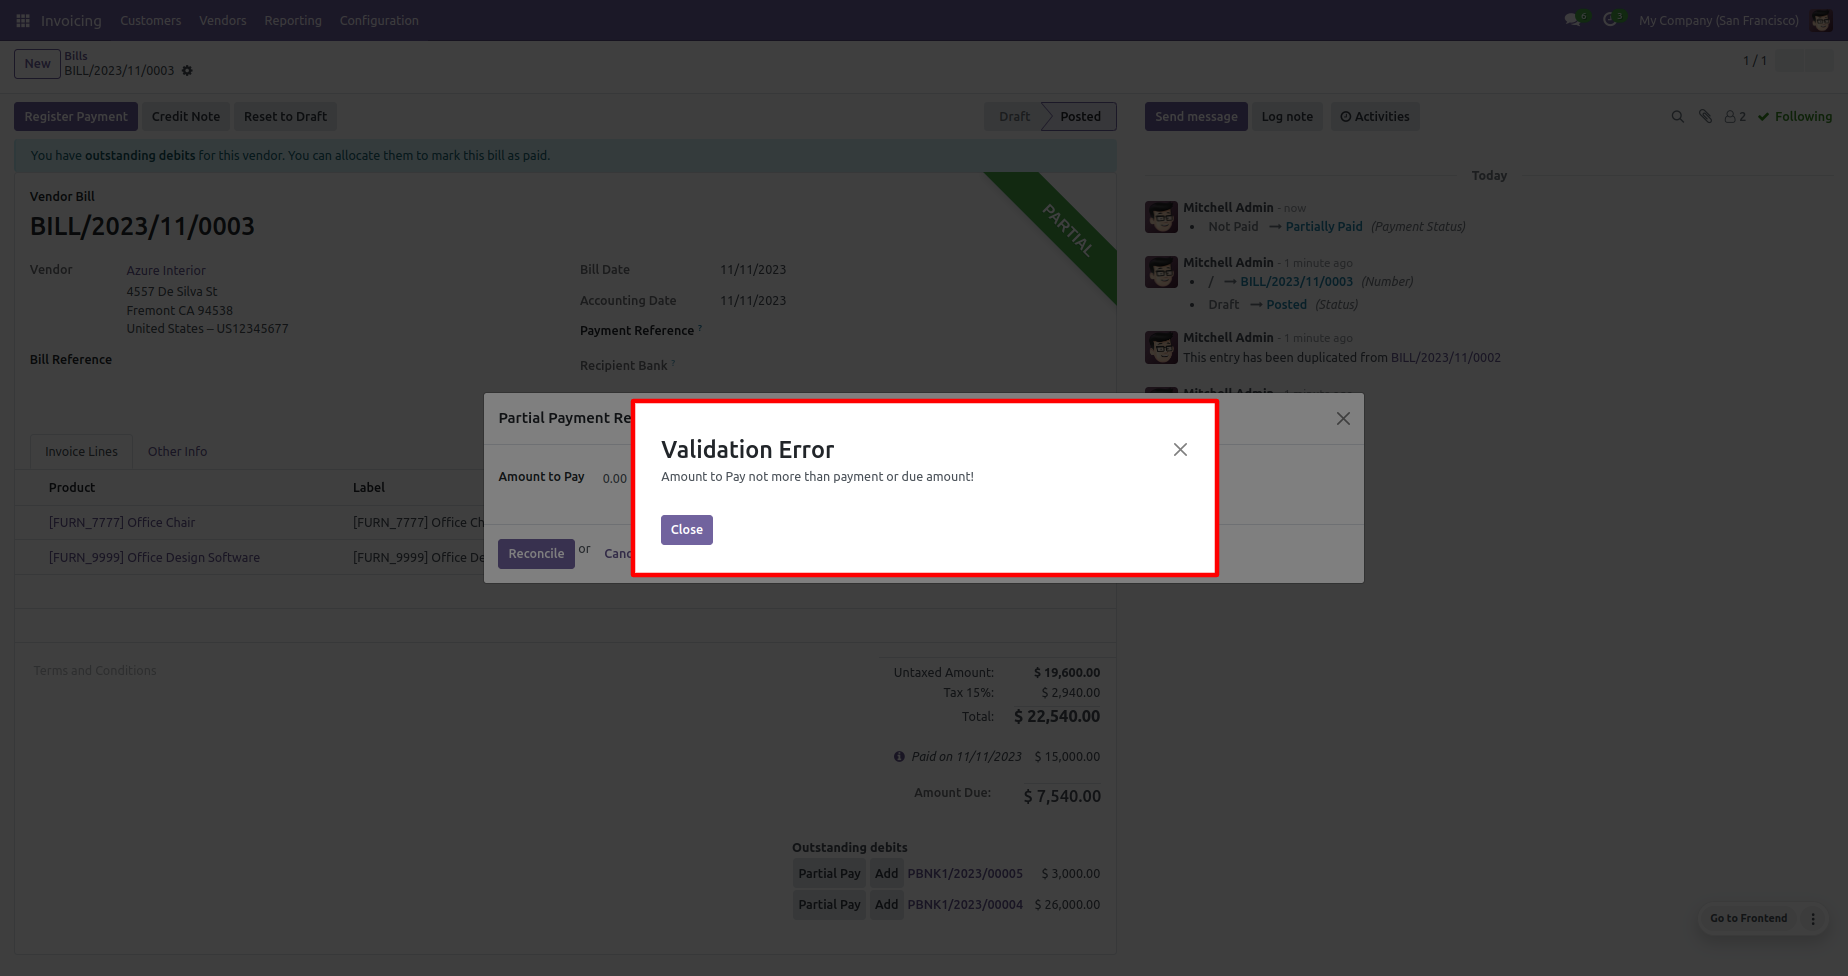 Invoicing Customers Vendors Reporting Configuration 6 3 My Company (San Francisco)
New Bills
BILL/2023/11/0003
1 / 1
Register Payment Credit Note Reset to Draft Draft Posted
Send message Log note Activities 2 Following
You have outstanding debits for this vendor. You can allocate them to mark this bill as paid.
PARTIAL
Vendor Bill
BILL/2023/11/0003
Vendor Azure Interior
4557 De Silva St
Fremont CA 94538
United States – US12345677
Bill Reference
Bill Date 11/11/2023
Accounting Date 11/11/2023
Payment Reference ?
Recipient Bank ?
Today
Mitchell Admin - now
• Not Paid → Partially Paid (Payment Status)
Mitchell Admin - 1 minute ago
• / → BILL/2023/11/0003 (Number)
• Draft → Posted (Status)
Mitchell Admin - 1 minute ago
This entry has been duplicated from BILL/2023/11/0002
Mitchell Admin - 1 minute ago
Partial Payment Re
Amount to Pay 0.00
Reconcile or Canc
Validation Error
Amount to Pay not more than payment or due amount!
Close
Invoice Lines Other Info
Product Label
[FURN_7777] Office Chair [FURN_7777] Office Ch
[FURN_9999] Office Design Software [FURN_9999] Office De
Terms and Conditions
Untaxed Amount: $ 19,600.00
Tax 15%: $ 2,940.00
Total: $ 22,540.00
Paid on 11/11/2023 $ 15,000.00
Amount Due: $ 7,540.00
Outstanding debits
Partial Pay Add PBNK1/2023/00005 $ 3,000.00
Partial Pay Add PBNK1/2023/00004 $ 26,000.00
Go to Frontend